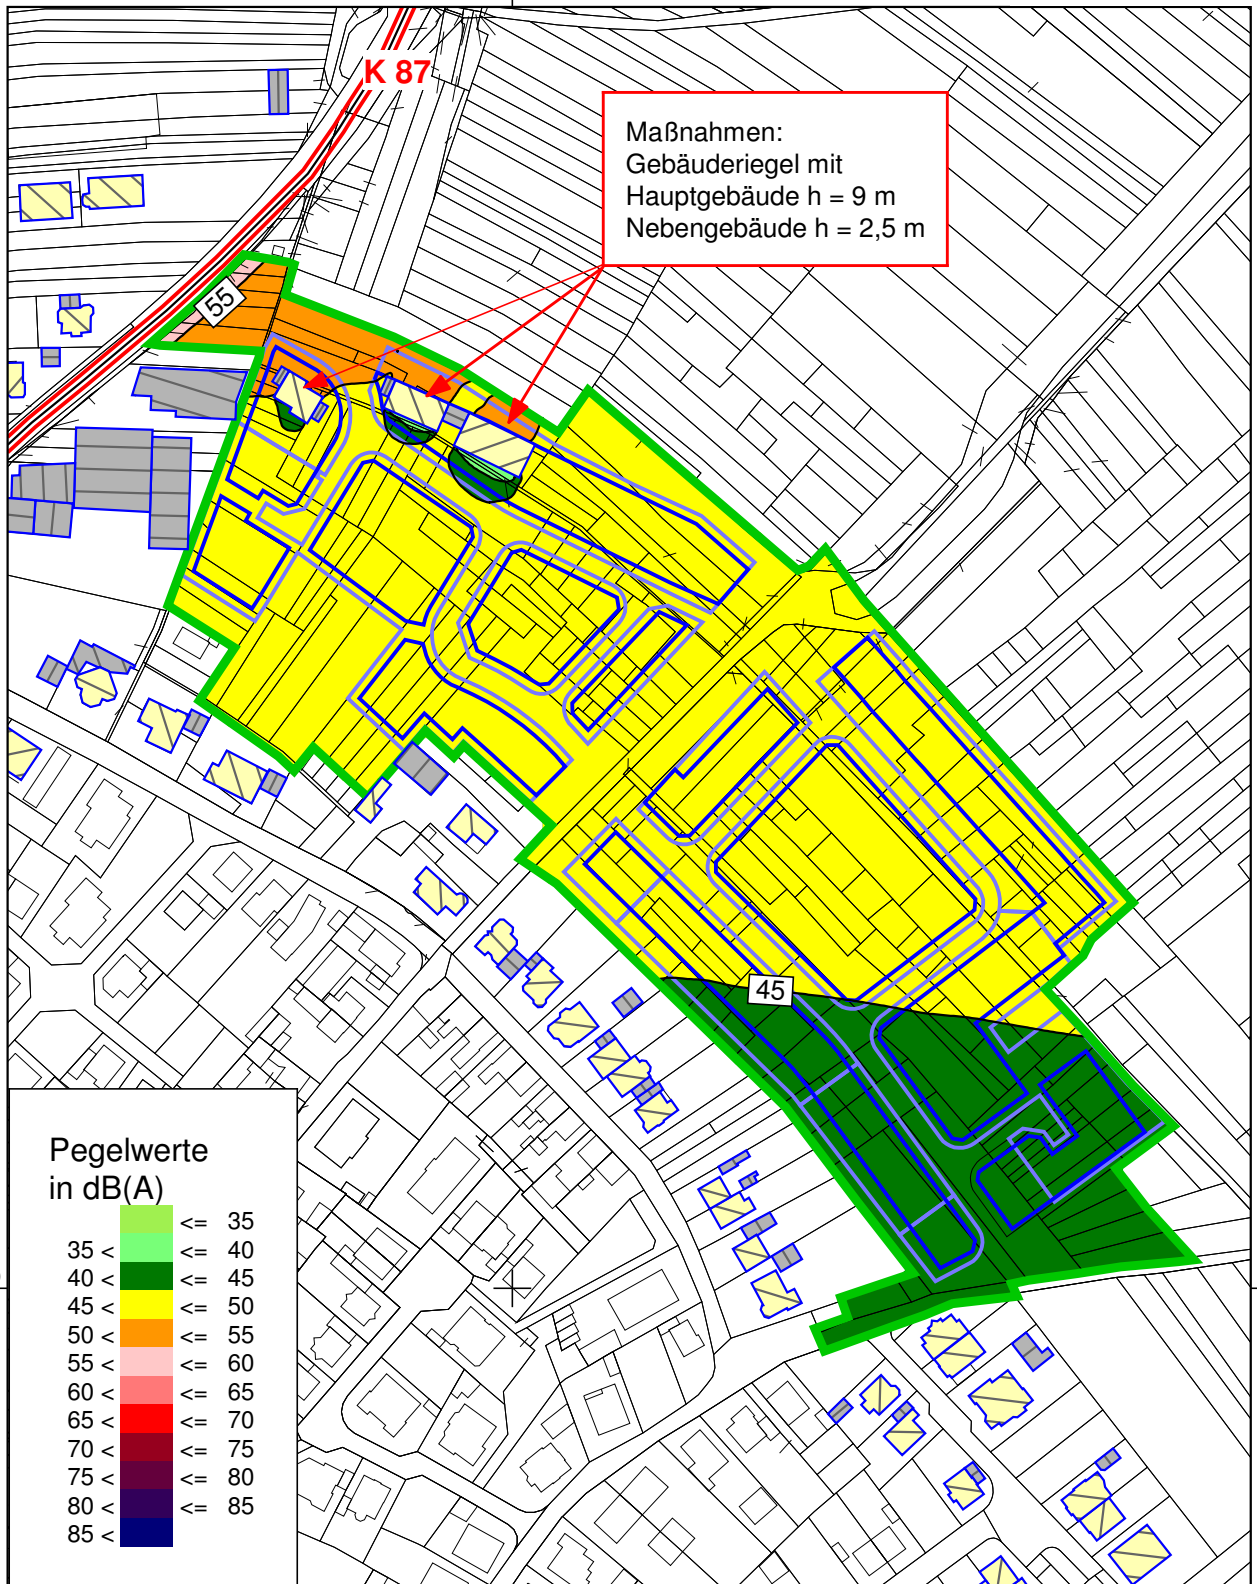 K 87
Maßnahmen:
Gebäuderiegel mit
Hauptgebäude h = 9 m
Nebengebäude h = 2,5 m
55
45
Pegelwerte
in dB(A)
<= 35
35 < <= 40
40 < <= 45
45 < <= 50
50 < <= 55
55 < <= 60
60 < <= 65
65 < <= 70
70 < <= 75
75 < <= 80
80 < <= 85
85 <